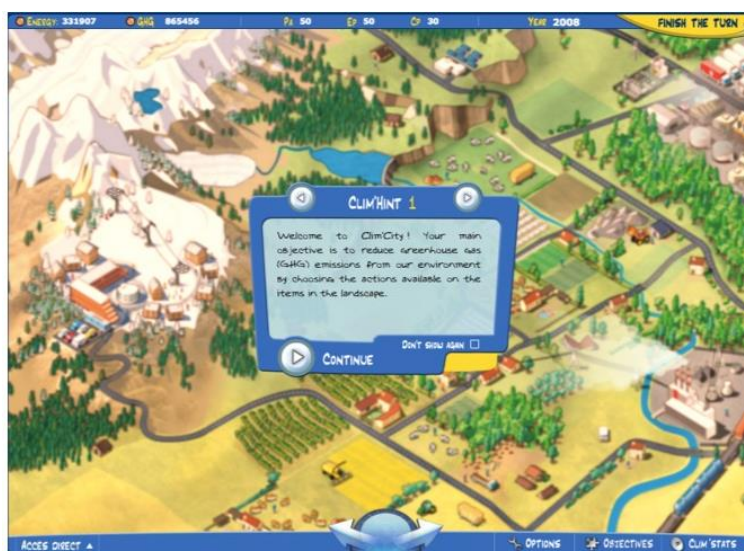 ENERGY: 331907 GHG 865456 PA 50 EP 50 CP 30 YEAR 2008 FINISH THE TURN
CLIM'HINT 1
Welcome to Clim'City! Your main
objective is to reduce Greenhouse Gas
(GHG) emissions from our environment
by choosing the actions available on the
items in the landscape.
DON'T SHOW AGAIN
CONTINUE
ACCES DIRECT OPTIONS OBJECTIVES CLIM'STATS